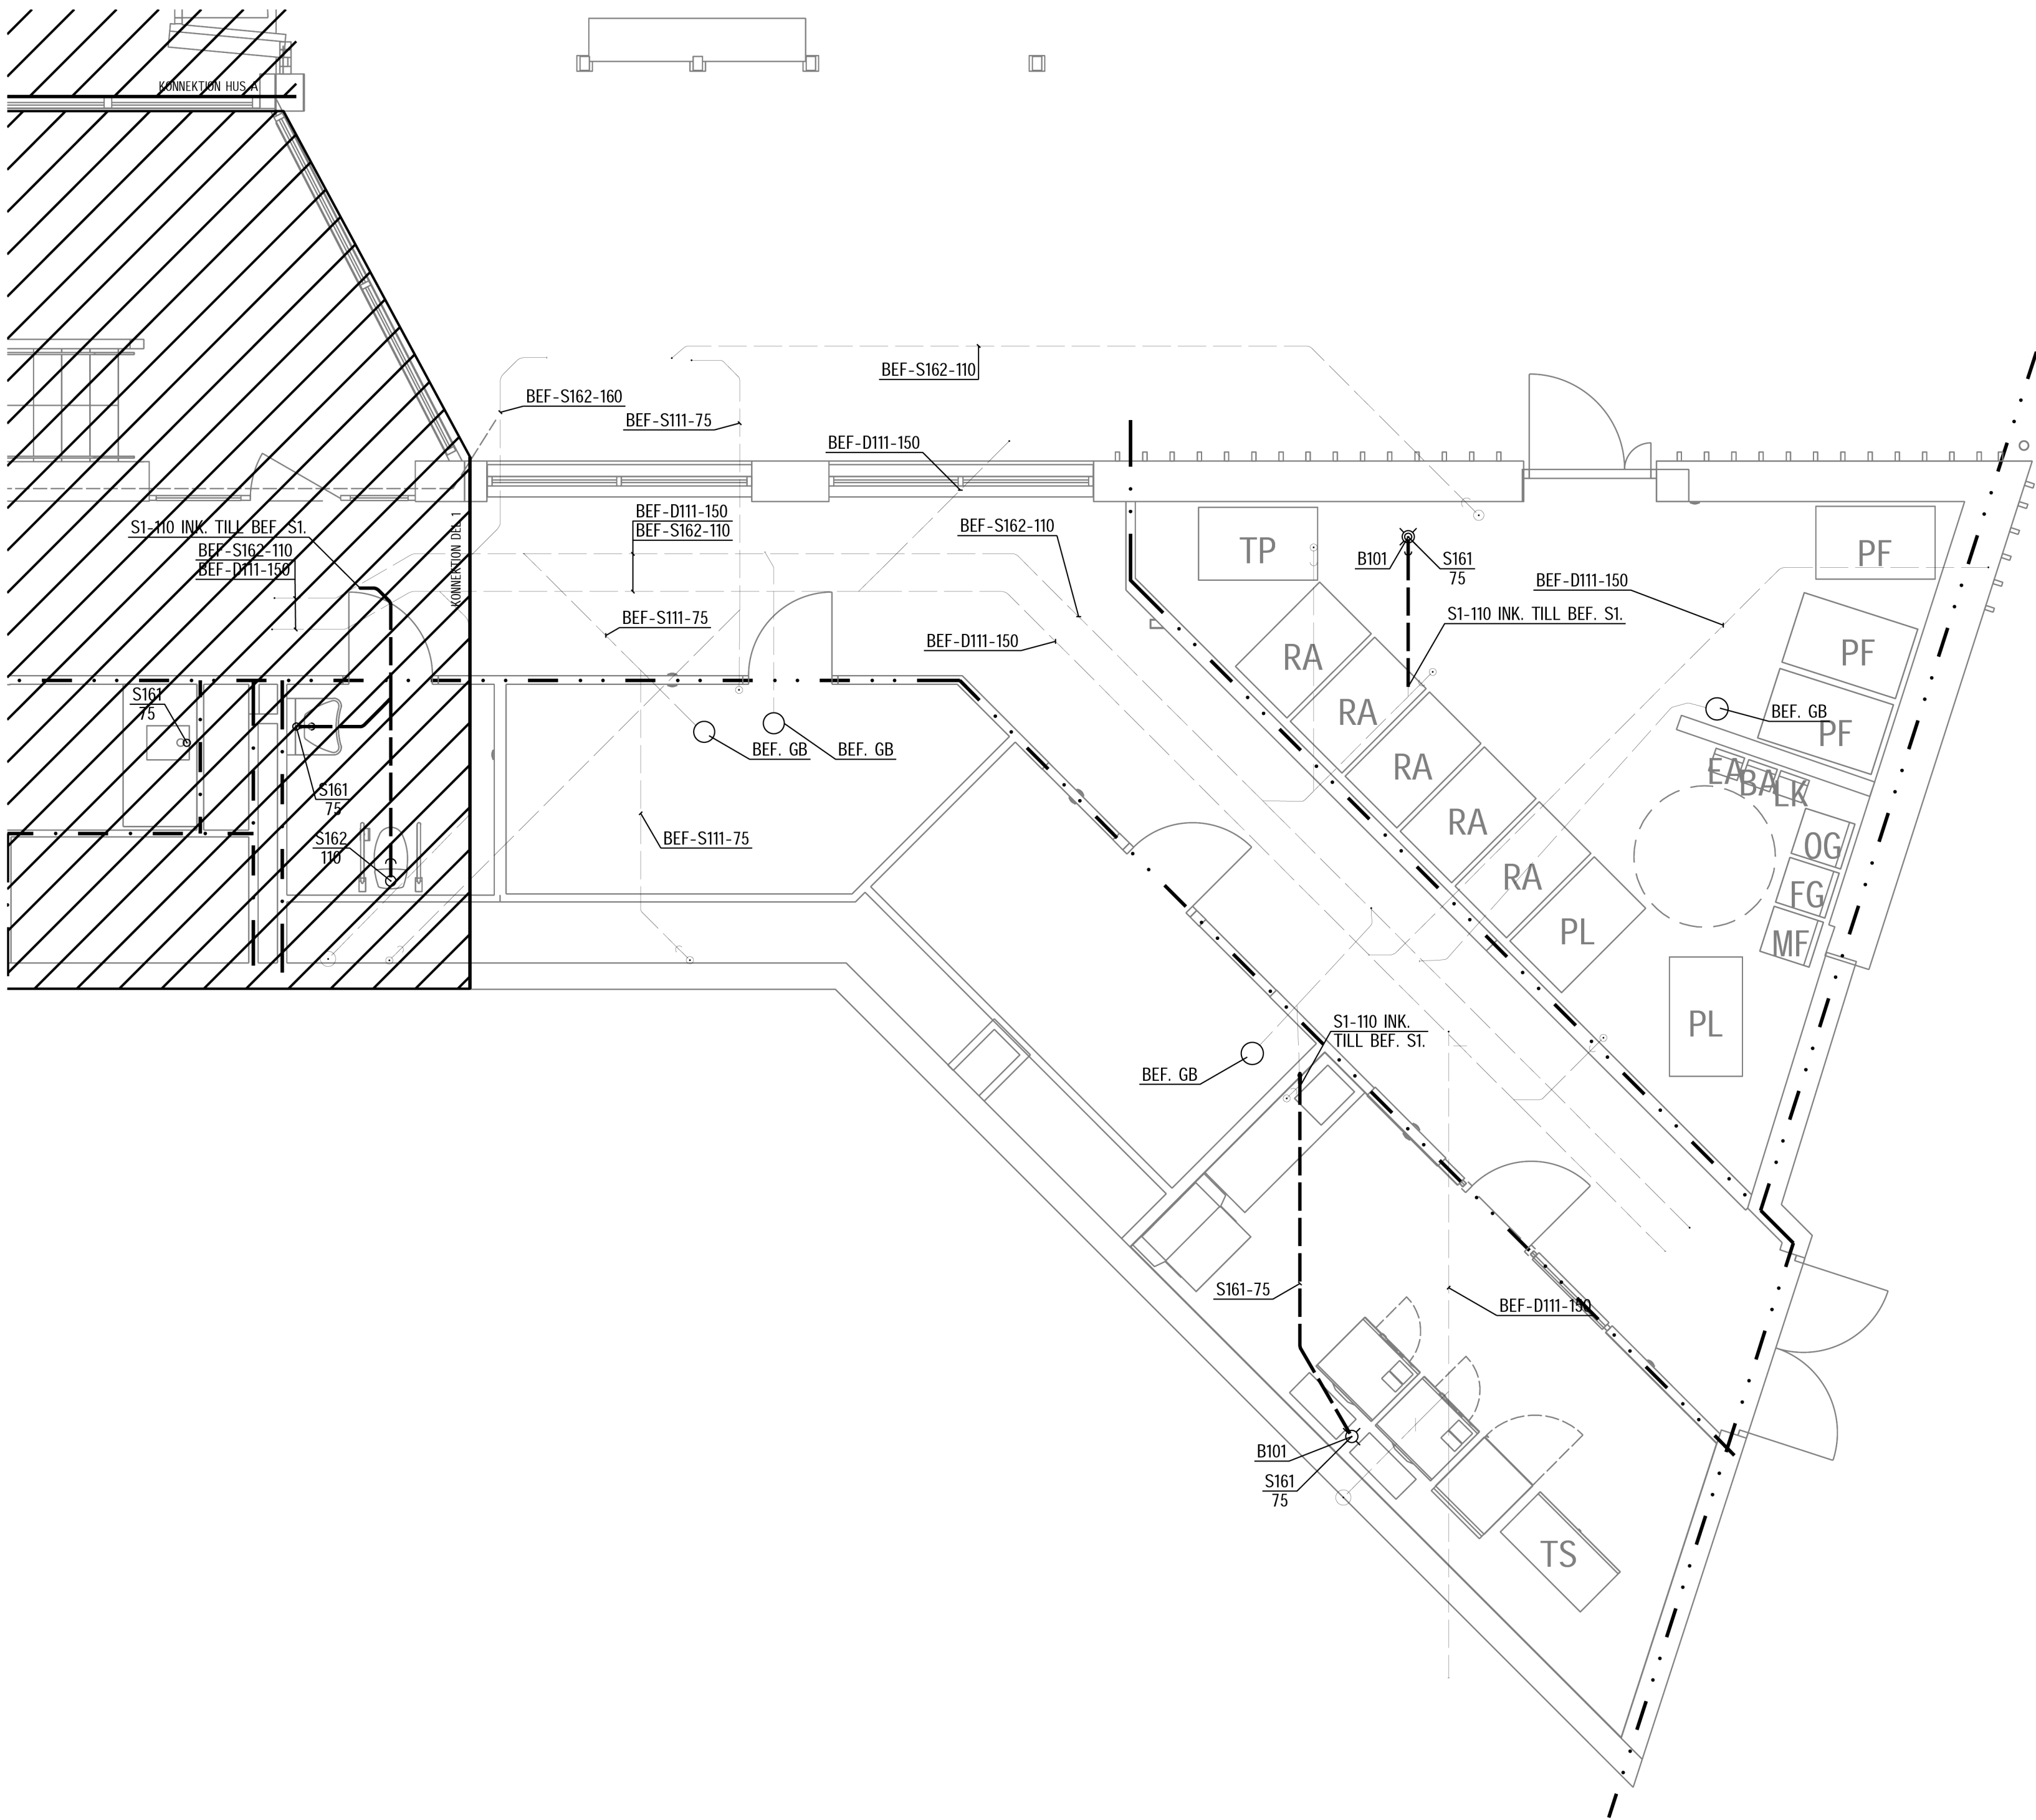 KONNEKTION HUS A
BEF-S162-110
BEF-S162-160
BEF-S111-75
BEF-D111-150
S1-110 INK. TILL BEF. S1.
BEF-S162-110
BEF-D111-150
KONNEKTION DEL 1
BEF-D111-150
BEF-S162-110
BEF-S162-110
TP
B101
S161
75
PF
BEF-D111-150
BEF-S111-75
BEF-D111-150
S1-110 INK. TILL BEF. S1.
RA
PF
S161
75
RA
BEF. GB
PF
BEF. GB
BEF. GB
RA
EA
BA
LK
S161
75
RA
S162
110
BEF-S111-75
OG
RA
FG
PL
MF
PL
S1-110 INK.
TILL BEF. S1.
BEF. GB
S161-75
BEF-D111-150
B101
S161
75
TS